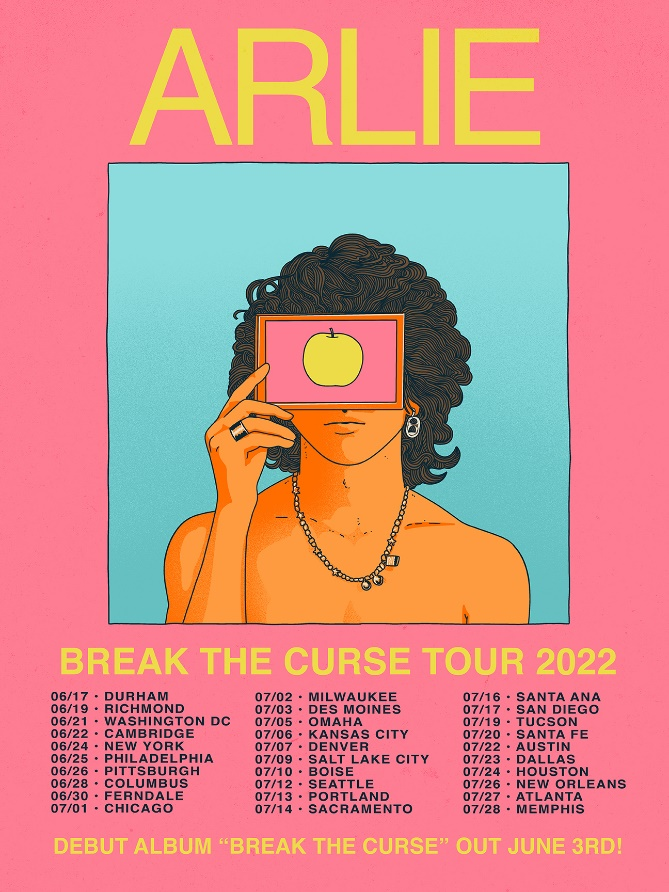 ARLIE
BREAK THE CURSE TOUR 2022
06/17 · DURHAM
06/19 · RICHMOND
06/21 · WASHINGTON DC
06/22 · CAMBRIDGE
06/24 · NEW YORK
06/25 · PHILADELPHIA
06/26 · PITTSBURGH
06/28 · COLUMBUS
06/30 · FERNDALE
07/01 · CHICAGO
07/02 · MILWAUKEE
07/03 · DES MOINES
07/05 · OMAHA
07/06 · KANSAS CITY
07/07 · DENVER
07/09 · SALT LAKE CITY
07/10 · BOISE
07/12 · SEATTLE
07/13 · PORTLAND
07/14 · SACRAMENTO
07/16 · SANTA ANA
07/17 · SAN DIEGO
07/19 · TUCSON
07/20 · SANTA FE
07/22 · AUSTIN
07/23 · DALLAS
07/24 · HOUSTON
07/26 · NEW ORLEANS
07/27 · ATLANTA
07/28 · MEMPHIS
DEBUT ALBUM “BREAK THE CURSE” OUT JUNE 3RD!